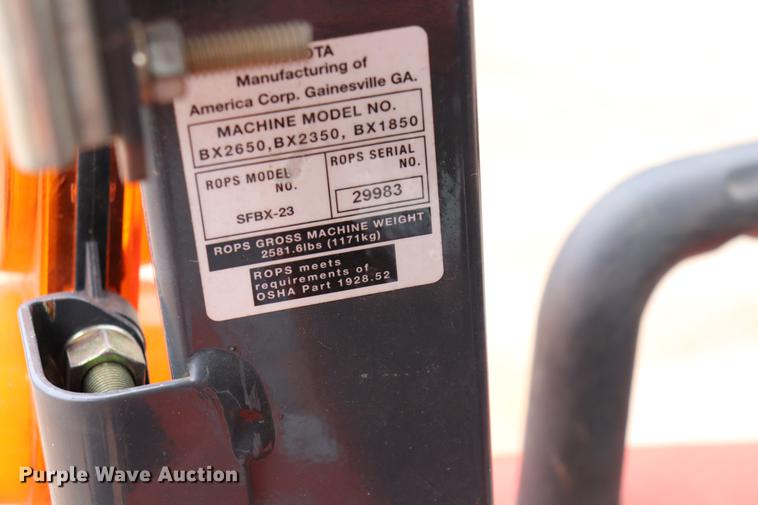 OTA
Manufacturing of
America Corp. Gainesville GA.
MACHINE MODEL NO.
BX2650, BX2350, BX1850
ROPS MODEL
NO.
SFBX-23
ROPS SERIAL
NO.
29983
ROPS GROSS MACHINE WEIGHT
2581.6lbs (1171kg)
ROPS meets
requirements of
OSHA Part 1928.52
Purple Wave Auction